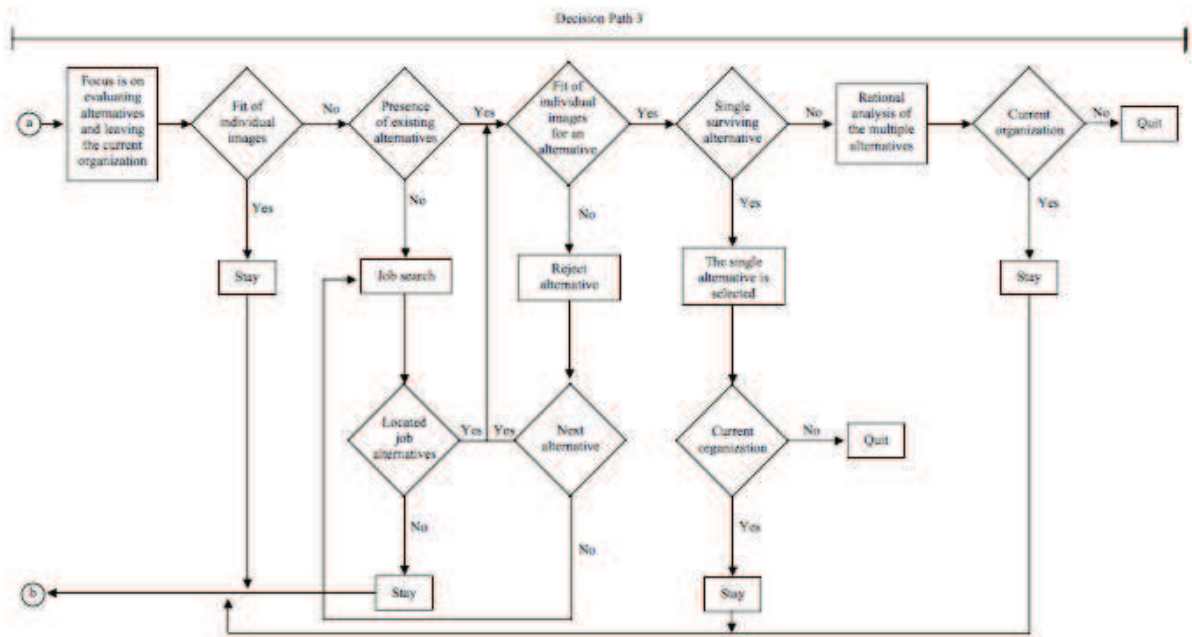 Decision Path 3
a
Focus is on
evaluating
alternatives
and leaving
the current
organization
Fit of
individual
images
No
Presence
of existing
alternatives
Yes
Fit of
individual
images
for an
alternative
Yes
Single
surviving
alternative
No
Rational
analysis of
the multiple
alternatives
Current
organization
No
Quit
Yes
No
No
Yes
Yes
Stay
Job search
Reject
alternative
The single
alternative is
selected
Stay
Located
job
alternatives
Yes
Yes
Next
alternative
Current
organization
No
Quit
No
No
Yes
b
Stay
Stay